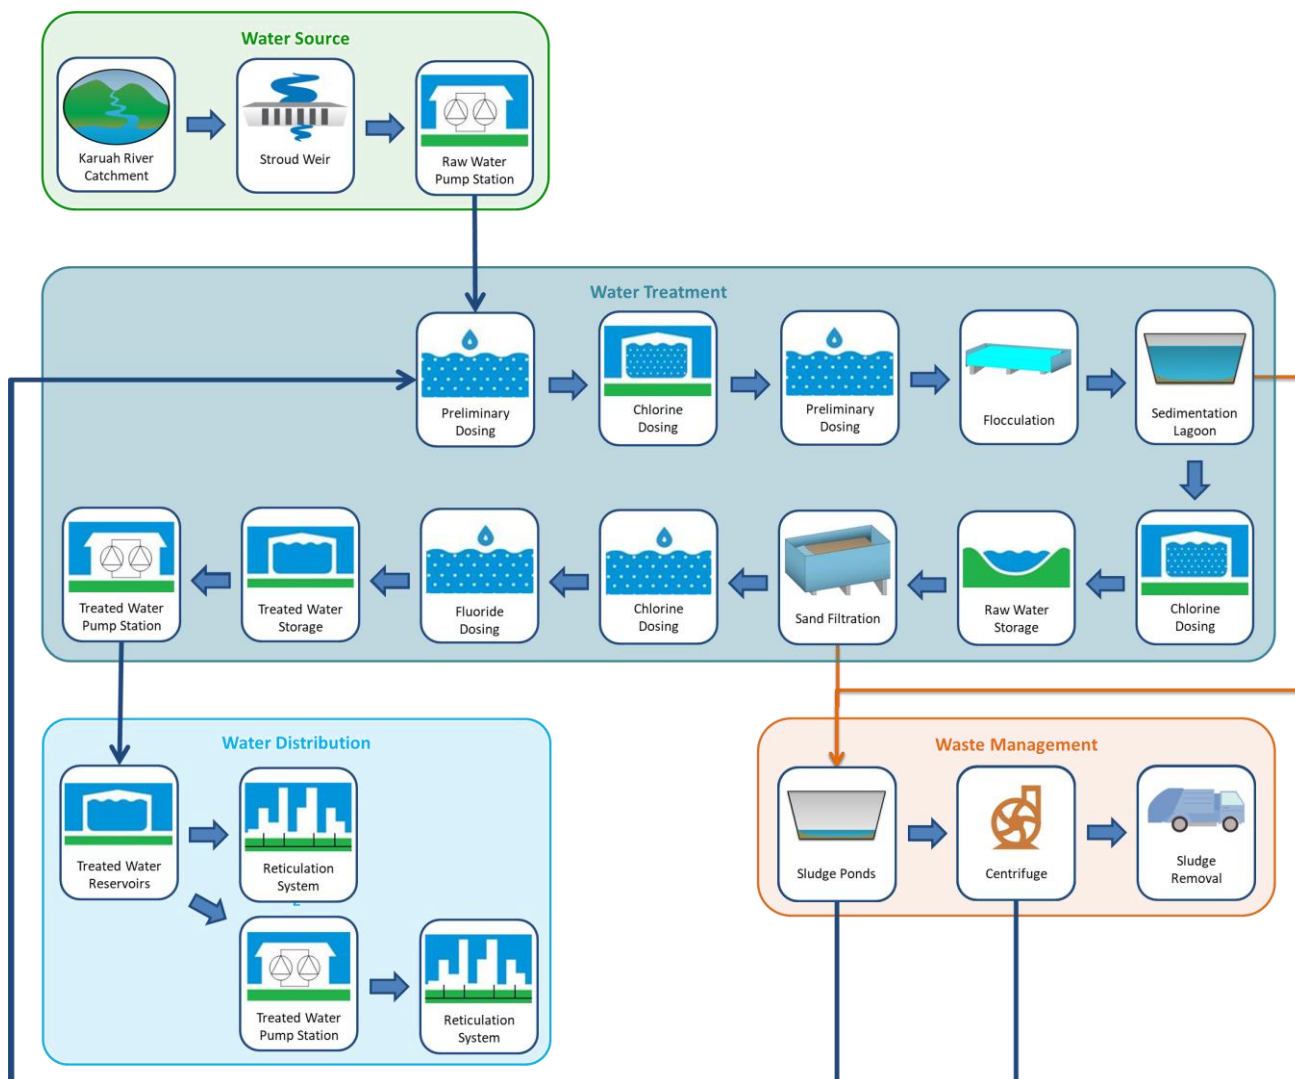 Water Source
Karuah River
Catchment
Stroud Weir
Raw Water
Pump Station
Water Treatment
Preliminary
Dosing
Chlorine
Dosing
Preliminary
Dosing
Flocculation
Sedimentation
Lagoon
Treated Water
Pump Station
Treated Water
Storage
Fluoride
Dosing
Chlorine
Dosing
Sand Filtration
Raw Water
Storage
Chlorine
Dosing
Water Distribution
Treated Water
Reservoirs
Reticulation
System
Treated Water
Pump Station
Reticulation
System
Waste Management
Sludge Ponds
Centrifuge
Sludge
Removal